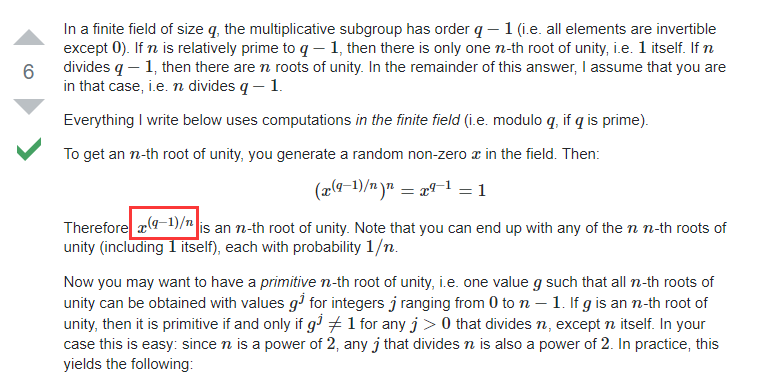 In a finite field of size q, the multiplicative subgroup has order q − 1 (i.e. all elements are invertible
except 0). If n is relatively prime to q − 1, then there is only one n-th root of unity, i.e. 1 itself. If n
divides q − 1, then there are n roots of unity. In the remainder of this answer, I assume that you are
in that case, i.e. n divides q − 1.
6
Everything I write below uses computations in the finite field (i.e. modulo q, if q is prime).
To get an n-th root of unity, you generate a random non-zero x in the field. Then:
(x^{(q−1)/n})^n = x^{q−1} = 1
Therefore x^{(q−1)/n} is an n-th root of unity. Note that you can end up with any of the n n-th roots of
unity (including 1 itself), each with probability 1/n.
Now you may want to have a primitive n-th root of unity, i.e. one value g such that all n-th roots of
unity can be obtained with values g^j for integers j ranging from 0 to n − 1. If g is an n-th root of
unity, then it is primitive if and only if g^j ≠ 1 for any j > 0 that divides n, except n itself. In your
case this is easy: since n is a power of 2, any j that divides n is also a power of 2. In practice, this
yields the following: